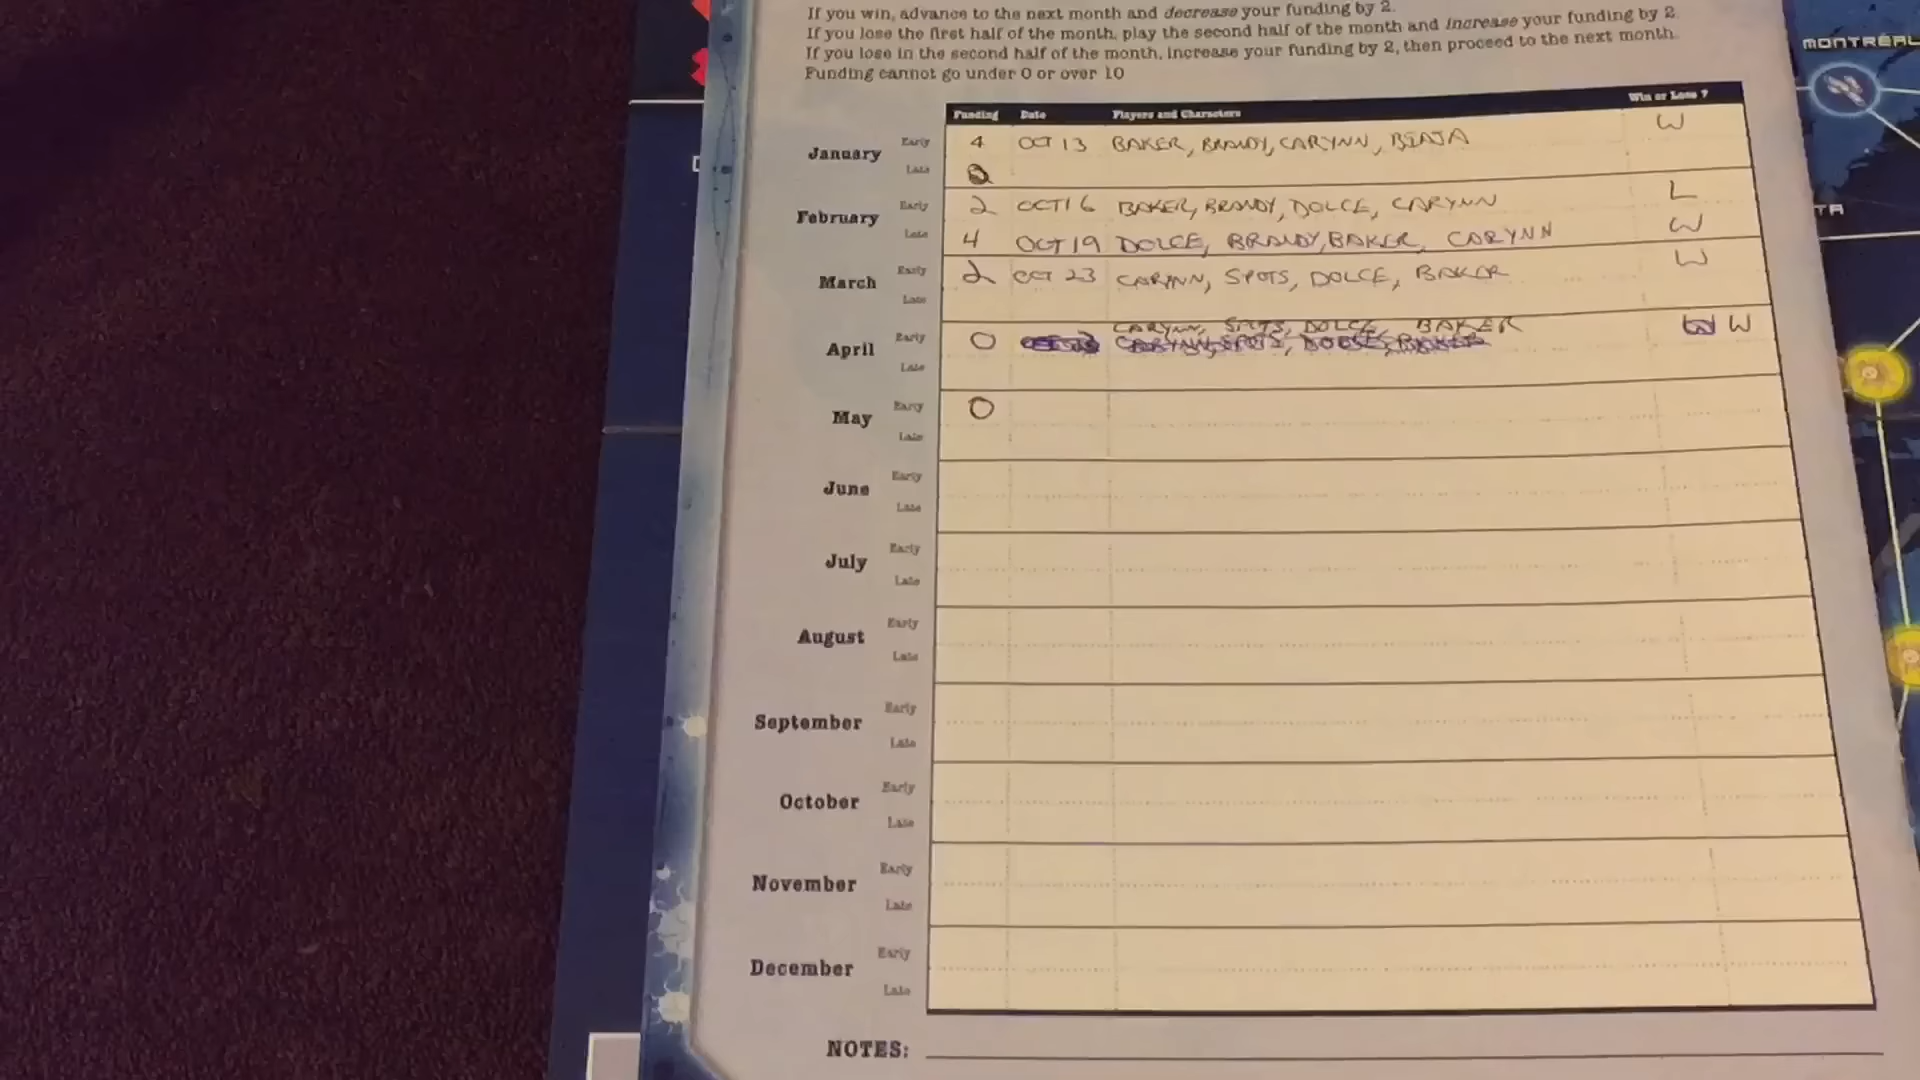 If you win, advance to the next month and decrease your funding by 2.
If you lose the first half of the month, play the second half of the month and increase your funding by 2
If you lose in the second half of the month, increase your funding by 2, then proceed to the next month.
Funding cannot go under 0 or over 10
MONTRÉAL
Funding Date Players and Characters Win or Lose ?
January Early 4 OCT 13 BAKER, BRANDY, CARYNN, W
Late
February Early 2 OCT 16 BAKER, BRANDY, DOLCE, CARYNN L
Late 4 OCT 19 DOLCE, BRANDY, BAKER, CARYNN W
March Early 2 OCT 23 CARYNN, SPOTS, DOLCE, BAKER W
Late
CARYNN, SPOTS, DOLCE, BAKER
April Early 0 W
Late
May Early 0
Late
June Early
Late
July Early
Late
August Early
Late
September Early
Late
October Early
Late
November Early
Late
December Early
Late
NOTES: